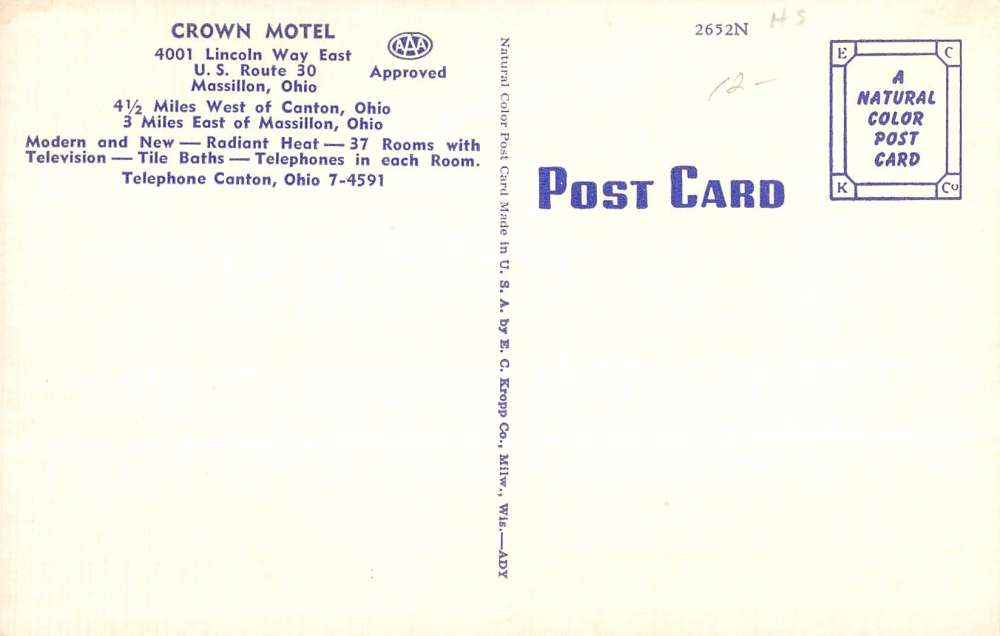 CROWN MOTEL
4001 Lincoln Way East
U. S. Route 30
Massillon, Ohio
AAA
Approved
4½ Miles West of Canton, Ohio
3 Miles East of Massillon, Ohio
Modern and New — Radiant Heat — 37 Rooms with
Television — Tile Baths — Telephones in each Room.
Telephone Canton, Ohio 7-4591
Natural Color Post Card Made in U. S. A. by E. C. Kropp Co., Milw., Wis.—ADY
2652N
HS
12-
POST CARD
E C
A
NATURAL
COLOR
POST
CARD
K Co